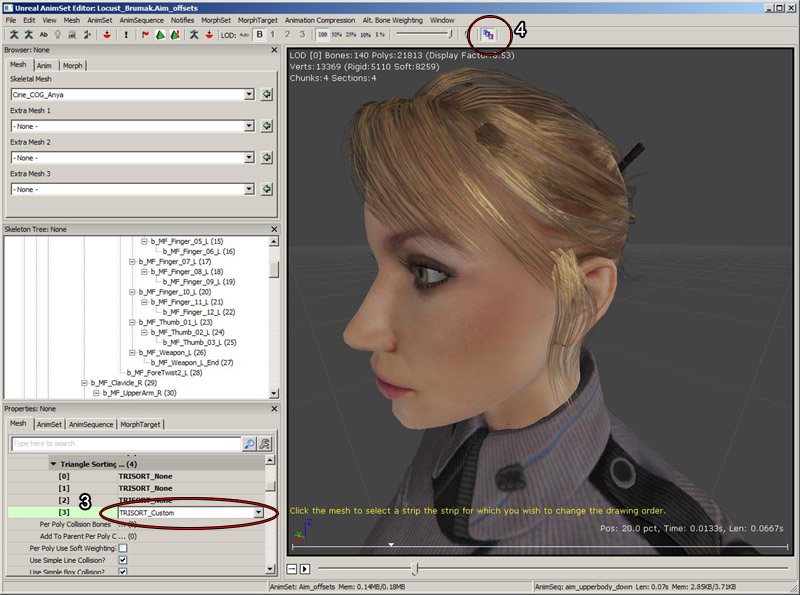 Unreal AnimSet Editor: Locust_Brumak.Aim_offsets
File Edit View Mesh AnimSet AnimSequence Notifies MorphSet MorphTarget Animation Compression Alt. Bone Weighting Window
LOD: Auto B 1 2 3 100 50% 25% 10% 1%
4
Browser: None
Mesh Anim Morph
Skeletal Mesh
Cine_COG_Anya
Extra Mesh 1
- None -
Extra Mesh 2
- None -
Extra Mesh 3
- None -
LOD [0] Bones:140 Polys:21813 (Display Factor:8.53)
Verts:13369 (Rigid:5110 Soft:8259)
Chunks:4 Sections:4
Skeleton Tree: None
b_MF_Finger_05_L (15)
b_MF_Finger_06_L (16)
b_MF_Finger_07_L (17)
b_MF_Finger_08_L (18)
b_MF_Finger_09_L (19)
b_MF_Finger_10_L (20)
b_MF_Finger_11_L (21)
b_MF_Finger_12_L (22)
b_MF_Thumb_01_L (23)
b_MF_Thumb_02_L (24)
b_MF_Thumb_03_L (25)
b_MF_Weapon_L (26)
b_MF_Weapon_L_End (27)
b_MF_ForeTwist2_L (28)
b_MF_Clavicle_R (29)
b_MF_UpperArm_R (30)
Properties: None
Mesh AnimSet AnimSequence MorphTarget
Type here to search
Triangle Sorting ... (4)
[0] TRISORT_None
[1] TRISORT_None
[2] TRISORT_None
3
[3] TRISORT_Custom
Per Poly Collision Bones ... (0)
Add To Parent Per Poly C ... (0)
Per Poly Use Soft Weighting?
Use Simple Line Collision?
Use Simple Box Collision?
Click the mesh to select a strip the strip for which you wish to change the drawing order.
Z
Pos: 20.0 pct, Time: 0.0133s, Len: 0.0667s
AnimSet: Aim_offsets Mem: 0.14MB/0.18MB
AnimSeq: aim_upperbody_down Len: 0.07s Mem: 2.85KB/3.71KB